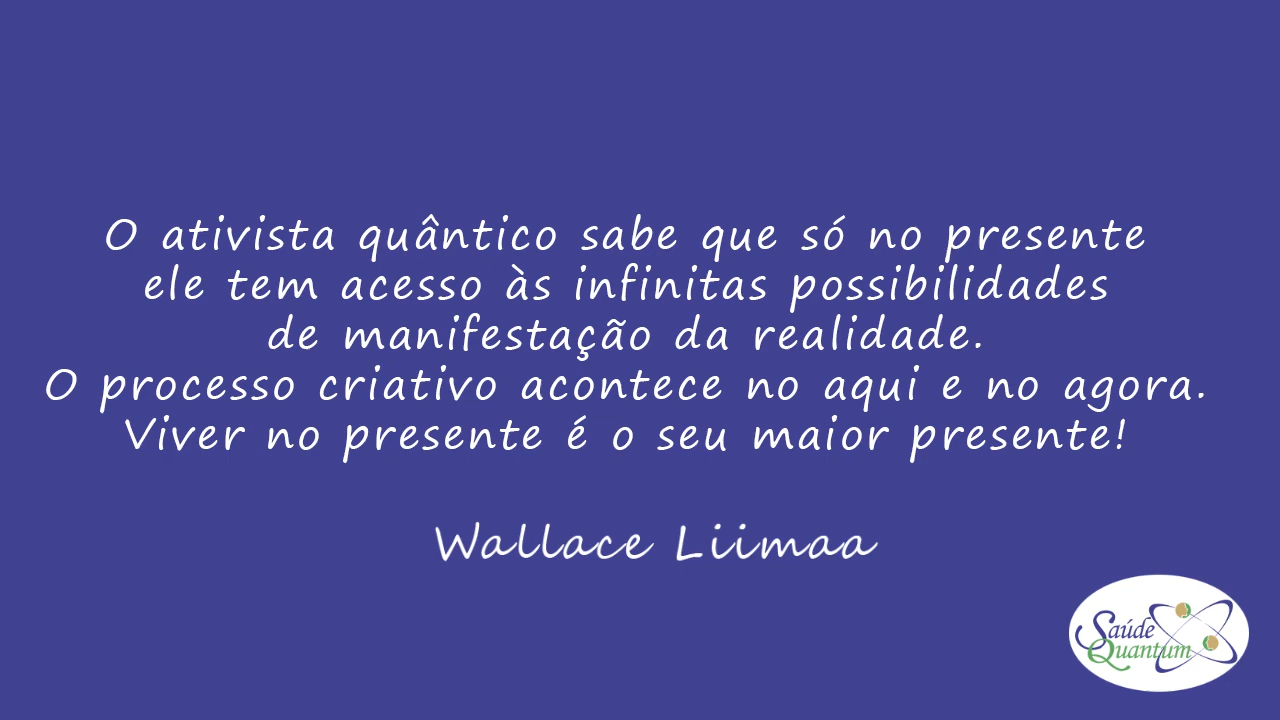 O ativista quântico sabe que só no presente
ele tem acesso às infinitas possibilidades
de manifestação da realidade.
O processo criativo acontece no aqui e no agora.
Viver no presente é o seu maior presente!
Wallace Liimaa
Saúde
Quantum